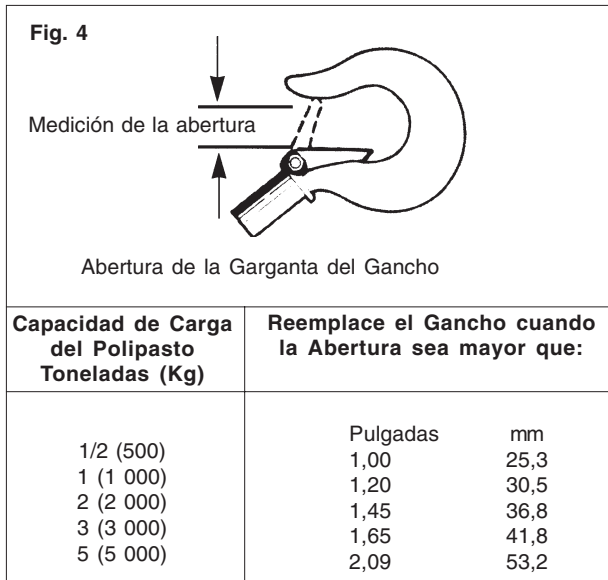 Fig. 4
Medición de la abertura
Abertura de la Garganta del Gancho
Capacidad de Carga
del Polipasto
Toneladas (Kg)
Reemplace el Gancho cuando
la Abertura sea mayor que:
1/2 (500)
1 (1 000)
2 (2 000)
3 (3 000)
5 (5 000)
Pulgadas mm
1,00 25,3
1,20 30,5
1,45 36,8
1,65 41,8
2,09 53,2